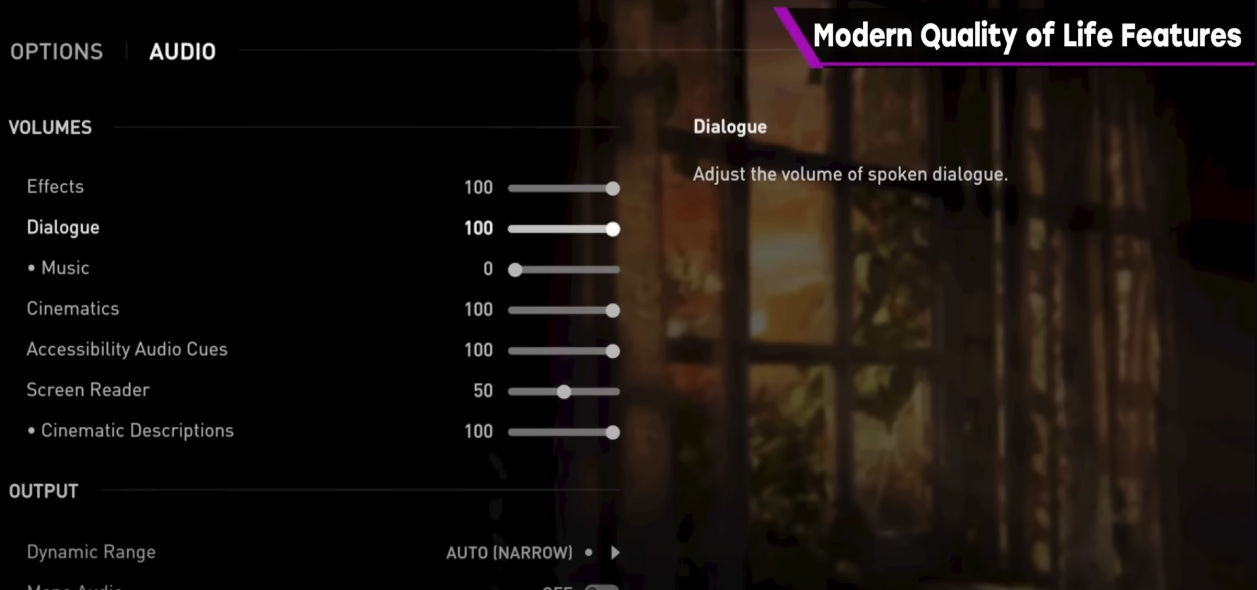 Modern Quality of Life Features
OPTIONS AUDIO
VOLUMES
Effects 100
Dialogue 100
• Music 0
Cinematics 100
Accessibility Audio Cues 100
Screen Reader 50
• Cinematic Descriptions 100
OUTPUT
Dynamic Range AUTO (NARROW)
Dialogue
Adjust the volume of spoken dialogue.